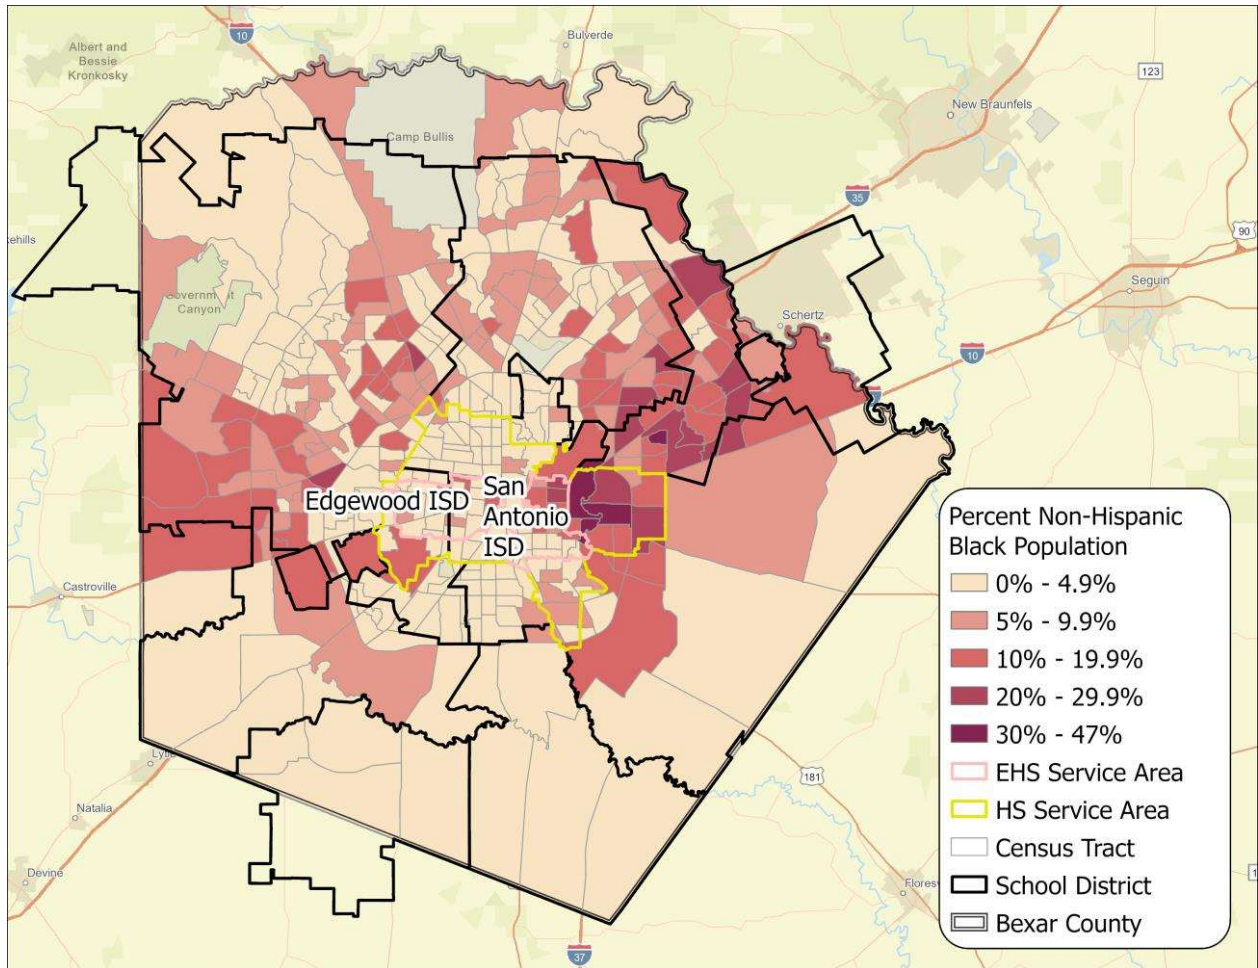 Albert and
Bessie
Kronkosky
10
Bulverde
123
New Braunfels
Camp Bullis
35
90
Seguin
Canyon
Schertz
10
Edgewood ISD
San
Antonio
ISD
Castroville
Natalia
Devine
181
37
Percent Non-Hispanic
Black Population
0% - 4.9%
5% - 9.9%
10% - 19.9%
20% - 29.9%
30% - 47%
EHS Service Area
HS Service Area
Census Tract
School District
Bexar County